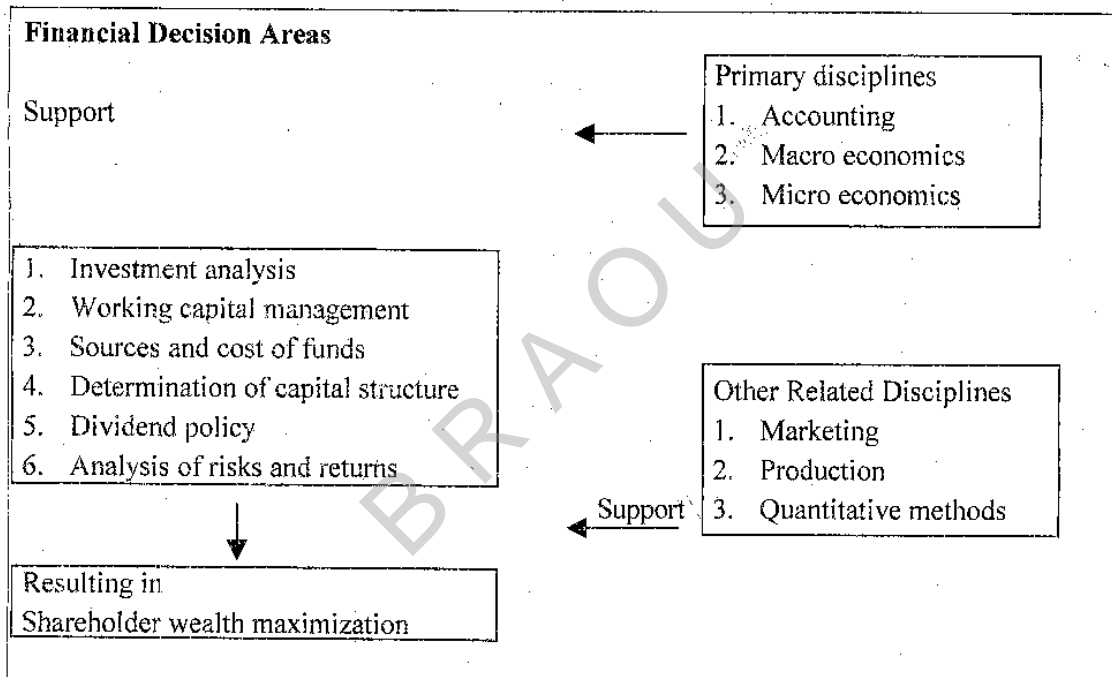 Financial Decision Areas
Support
Primary disciplines
1. Accounting
2. Macro economics
3. Micro economics
1. Investment analysis
2. Working capital management
3. Sources and cost of funds
4. Determination of capital structure
5. Dividend policy
6. Analysis of risks and returns
Other Related Disciplines
1. Marketing
2. Production
3. Quantitative methods
Support
Resulting in
Shareholder wealth maximization
BRAOU